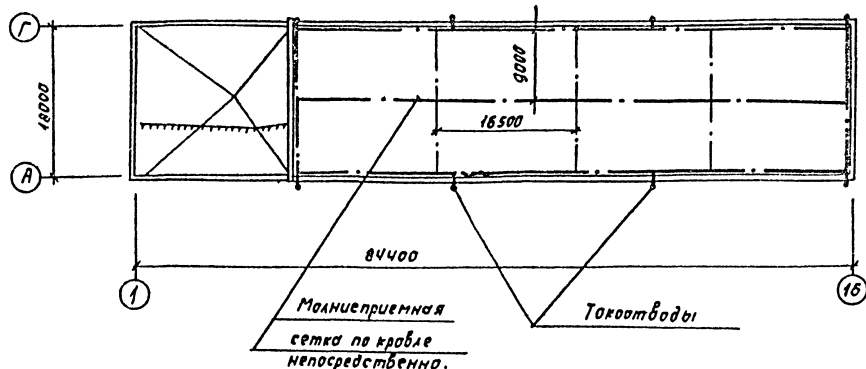 Г
18000
А
9000
16500
84400
1
16
Молниеприемная
сетка по кровле
непосредственно.
Токоотводы